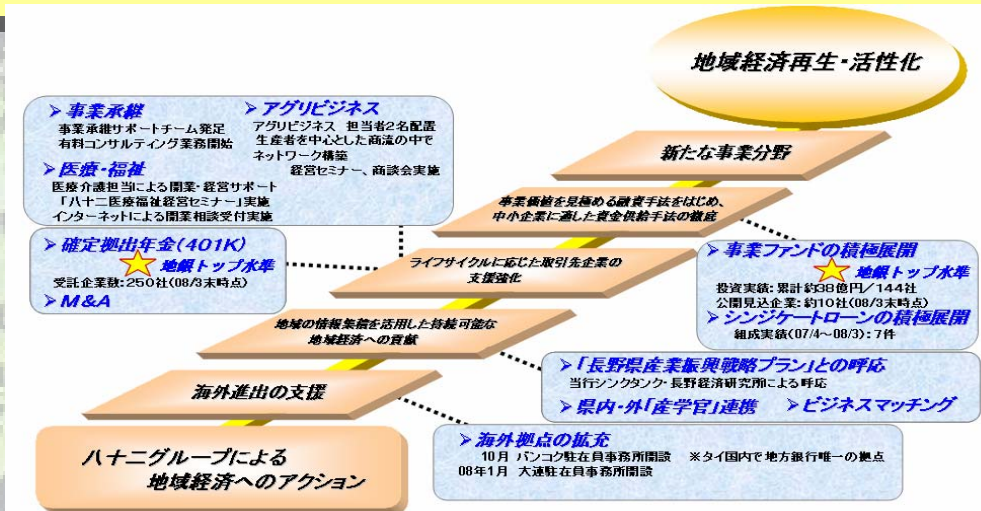 地域経済再生・活性化
➢ 事業承継
事業承継サポートチーム発足
有料コンサルティング業務開始
➢ 医療・福祉
医療介護担当による開業・経営サポート
「八十二医療福祉経営セミナー」実施
インターネットによる開業相談受付実施
➢ アグリビジネス
アグリビジネス 担当者2名配置
生産者を中心とした商流の中で
ネットワーク構築
経営セミナー、商談会実施
新たな事業分野
事業価値を見極める融資手法をはじめ、
中小企業に適した資金供給手法の徹底
➢ 確定拠出年金(401K)
地銀トップ水準
受託企業数:250社(08/3末時点)
➢ M&A
ライフサイクルに応じた取引先企業の
支援強化
➢ 事業ファンドの積極展開
地銀トップ水準
投資実績:累計約38億円/144社
公開見込企業:約10社(08/3末時点)
➢ シンジケートローンの積極展開
組成実績(07/4~08/3):7件
地域の情報集積を活用した持続可能な
地域経済への貢献
➢ 「長野県産業振興戦略プラン」との呼応
当行シンクタンク・長野経済研究所による呼応
➢ 県内・外「産学官」連携 ➢ ビジネスマッチング
海外進出の支援
➢ 海外拠点の拡充
10月 バンコク駐在員事務所開設 ※タイ国内で地方銀行唯一の拠点
08年1月 大連駐在員事務所開設
八十二グループによる
地域経済へのアクション